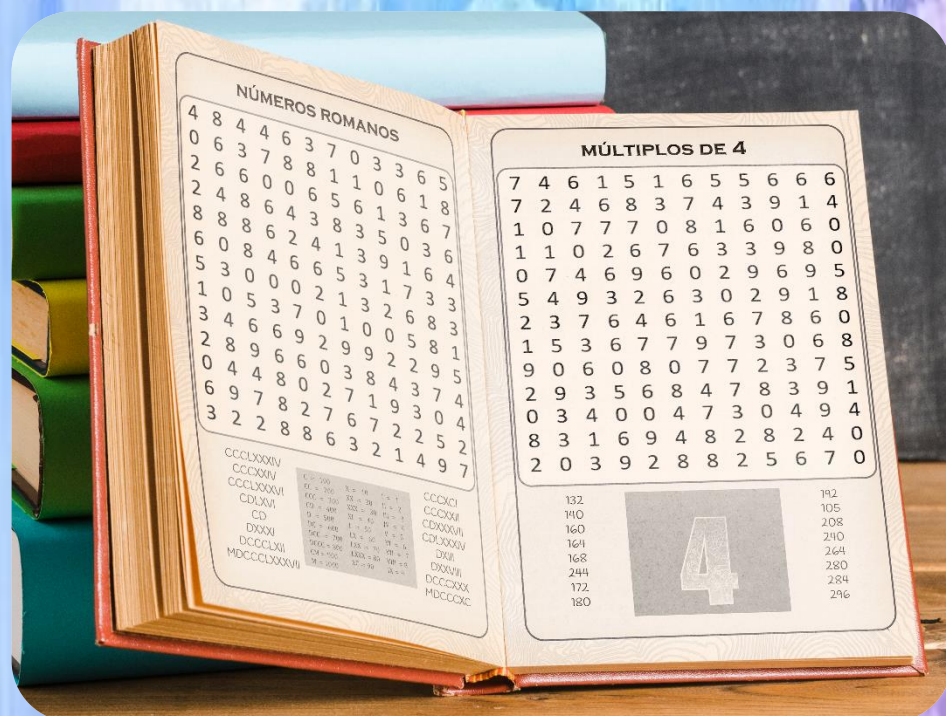 NÚMEROS ROMANOS
4 8 4 4 6 3 7 0 3 3 6 5
0 6 3 7 8 8 1 1 0 6 1 8
2 6 6 0 0 6 5 6 1 3 6 7
2 4 8 6 4 3 8 3 5 0 3 6
8 8 8 6 2 4 1 3 9 1 6 4
6 0 8 4 6 6 5 3 1 7 3 3
5 3 0 0 0 2 1 3 2 6 8 3
1 0 5 3 7 0 1 0 0 5 8 1
3 4 6 6 9 2 9 9 2 2 9 5
2 8 9 6 6 0 3 8 4 3 7 4
0 4 4 8 0 2 7 1 9 3 0 4
6 9 7 8 2 7 6 7 2 2 5 2
3 2 2 8 8 6 3 2 1 4 9 7
CCCLXXXIV
CCCXXIV
CCCLXXXVI
CDLXVI
CD
DXXXI
DCCCLXII
MDCCCLXXXVII
CCCXCI
CCCXXII
CDXXXVII
CDLXXXIV
DXII
DXXVIII
DCCCXXX
MDCCCXC
MÚLTIPLOS DE 4
7 4 6 1 5 1 6 5 5 6 6 6
7 2 4 6 8 3 7 4 3 9 1 4
1 0 7 7 7 0 8 1 6 0 6 0
1 1 0 2 6 7 6 3 3 9 8 0
0 7 4 6 9 6 0 2 9 6 9 5
5 4 9 3 2 6 3 0 2 9 1 8
2 3 7 6 4 6 1 6 7 8 6 0
1 5 3 6 7 7 9 7 3 0 6 8
9 0 6 0 8 0 7 7 2 3 7 5
2 9 3 5 6 8 4 7 8 3 9 1
0 3 4 0 0 4 7 3 0 4 9 4
8 3 1 6 9 4 8 2 8 2 4 0
2 0 3 9 2 8 8 2 5 6 7 0
132
140
160
164
168
244
172
180
4
192
105
208
240
264
280
284
296